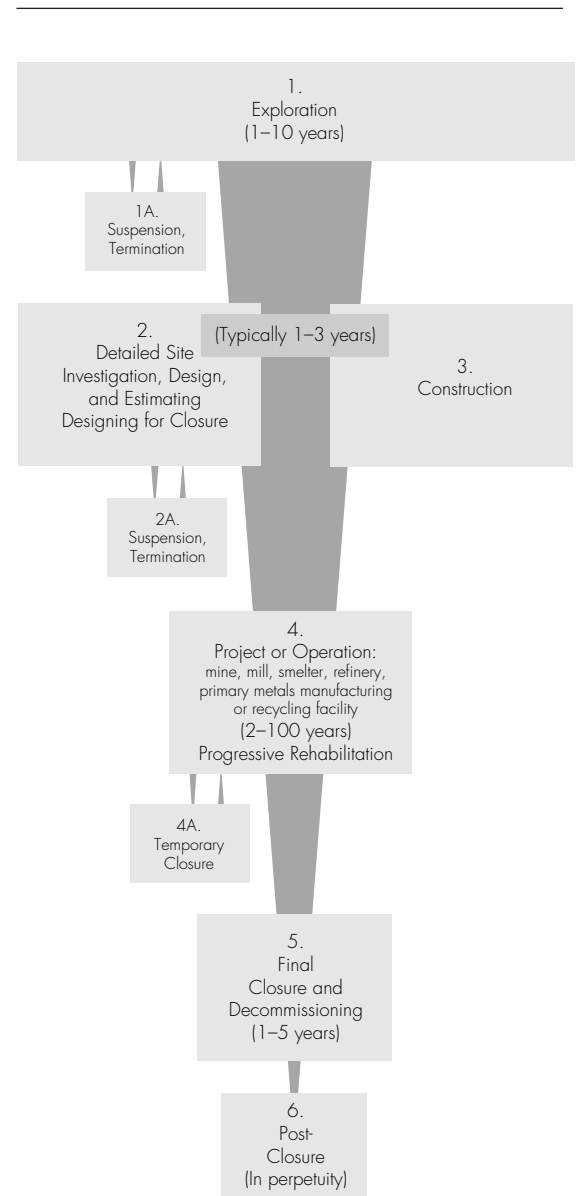 1.
Exploration
(1–10 years)
1A.
Suspension,
Termination
2.
Detailed Site
Investigation, Design,
and Estimating
Designing for Closure
(Typically 1–3 years)
3.
Construction
2A.
Suspension,
Termination
4.
Project or Operation:
mine, mill, smelter, refinery,
primary metals manufacturing
or recycling facility
(2–100 years)
Progressive Rehabilitation
4A.
Temporary
Closure
5.
Final
Closure and
Decommissioning
(1–5 years)
6.
Post-
Closure
(In perpetuity)